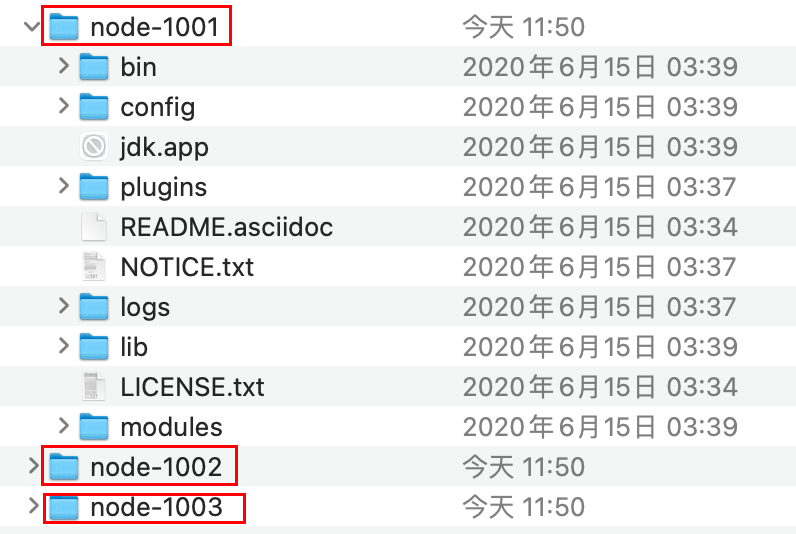 node-1001 今天 11:50
bin 2020年6月15日 03:39
config 2020年6月15日 03:39
jdk.app 2020年6月15日 03:39
plugins 2020年6月15日 03:37
README.asciidoc 2020年6月15日 03:34
NOTICE.txt 2020年6月15日 03:37
logs 2020年6月15日 03:37
lib 2020年6月15日 03:39
LICENSE.txt 2020年6月15日 03:34
modules 2020年6月15日 03:39
node-1002 今天 11:50
node-1003 今天 11:50